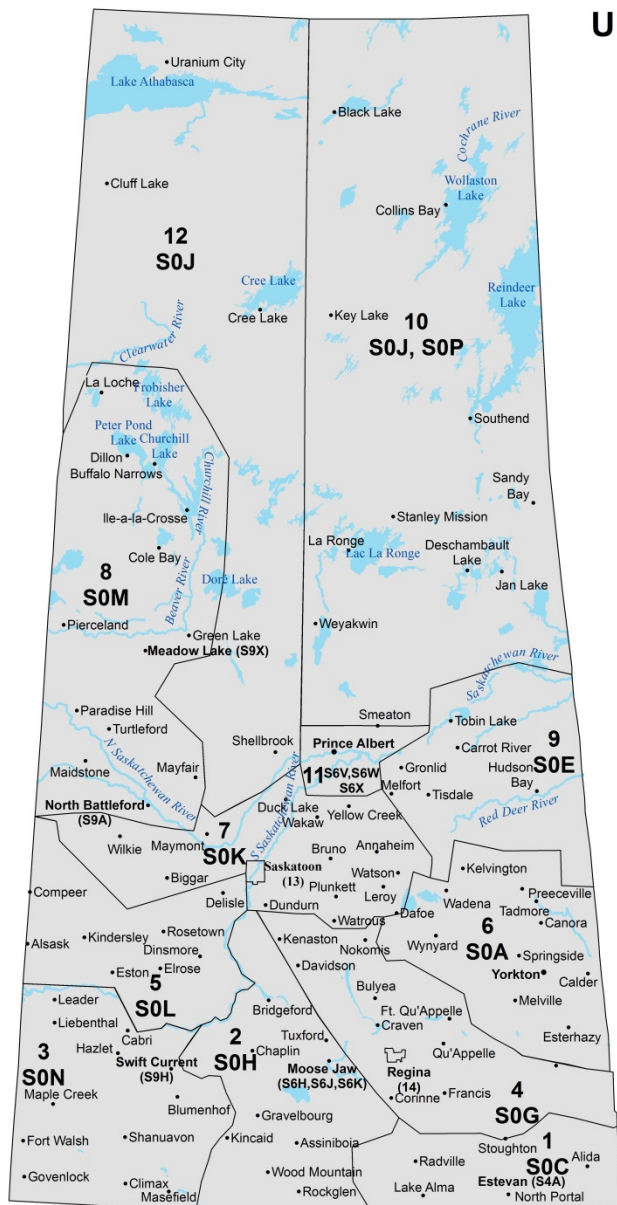 U
Uranium City
Lake Athabasca
Black Lake
Cochrane River
Cluff Lake
Wollaston
Lake
Collins Bay
12
S0J
Cree Lake
Reindeer
Lake
Cree Lake
Key Lake
10
S0J, S0P
Clearwater River
La Loche
Frobisher
Lake
Southend
Peter Pond
Lake
Churchill
Lake
Dillon
Buffalo Narrows
Churchill River
Sandy
Bay
Ile-a-la-Crosse
Stanley Mission
La Ronge
Lac La Ronge
Deschambault
Lake
Jan Lake
Cole Bay
8
S0M
Doré Lake
Beaver River
Pierceland
Green Lake
Weyakwin
Meadow Lake (S9X)
Saskatchewan River
Paradise Hill
Turtleford
Smeaton
Tobin Lake
N Saskatchewan River
Shellbrook
Prince Albert
Carrot River
9
S0E
Maidstone
Mayfair
11
S6V,S6W
S6X
Gronlid
Melfort
Hudson
Bay
Tisdale
North Battleford
(S9A)
S Saskatchewan River
Duck Lake
Wakaw
Yellow Creek
Red Deer River
7
S0K
Wilkie
Maymont
Bruno
Annaheim
Saskatoon
(13)
Watson
Kelvington
Biggar
Plunkett
Leroy
Wadena
Preeceville
Compeer
Delisle
Dundurn
Watrous
Dafoe
Tadmore
6
S0A
Canora
Alsask
Kindersley
Rosetown
Kenaston
Nokomis
Wynyard
Dinsmore
Davidson
Springside
Yorkton
Calder
Eston
Elrose
5
S0L
Bulyea
Melville
Leader
Bridgeford
Ft. Qu'Appelle
Craven
Liebenthal
Cabri
2
S0H
Tuxford
Esterhazy
3
S0N
Hazlet
Swift Current
(S9H)
Chaplin
Moose Jaw
(S6H,S6J,S6K)
Qu'Appelle
Regina
(14)
Maple Creek
Blumenhof
Corinne
Francis
4
S0G
Gravelbourg
Fort Walsh
Shanuavon
Kincaid
Assiniboia
Stoughton
1
S0C
Alida
Radville
Govenlock
Climax
Masefield
Wood Mountain
Rockglen
Lake Alma
Estevan (S4A)
North Portal